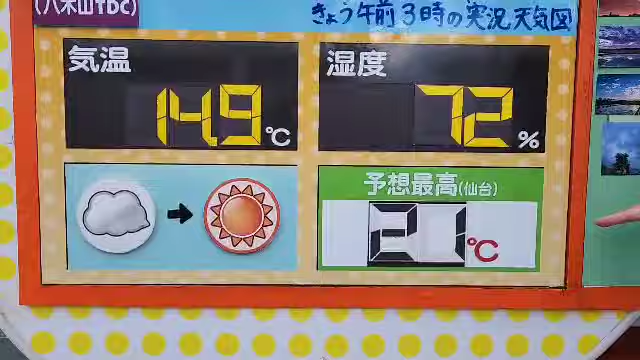 (八木山TBC)
きょう午前3時の実況天気図
気温
14.9℃
湿度
72%
予想最高(仙台)
21℃